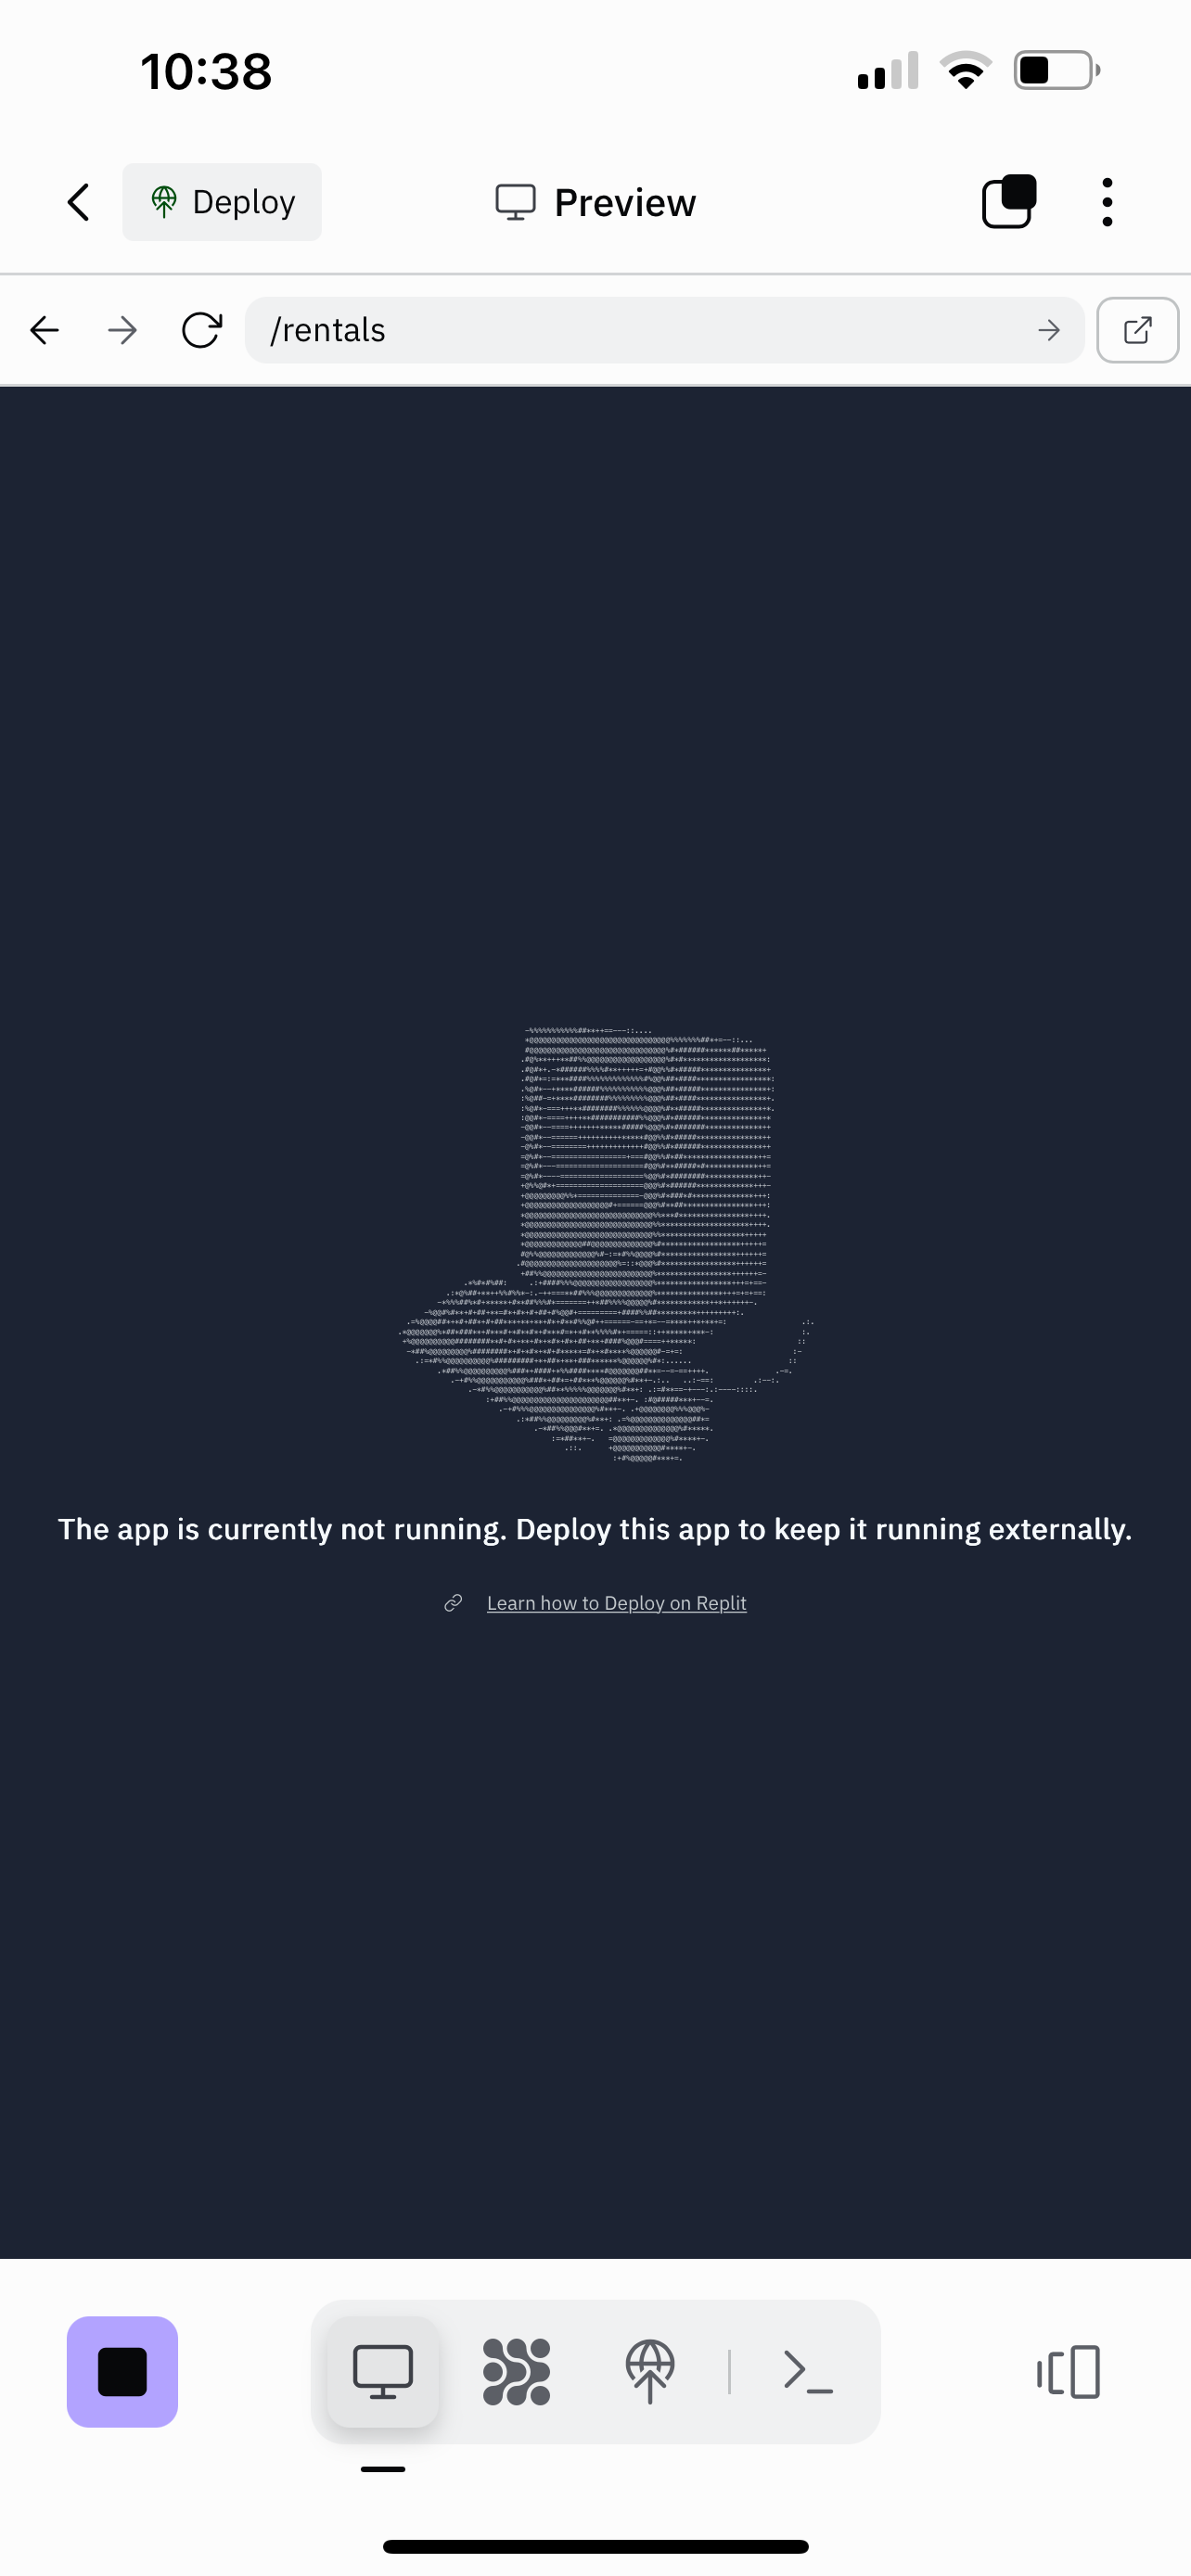 10:38
Deploy
Preview
/rentals
The app is currently not running. Deploy this app to keep it running externally.
Learn how to Deploy on Replit